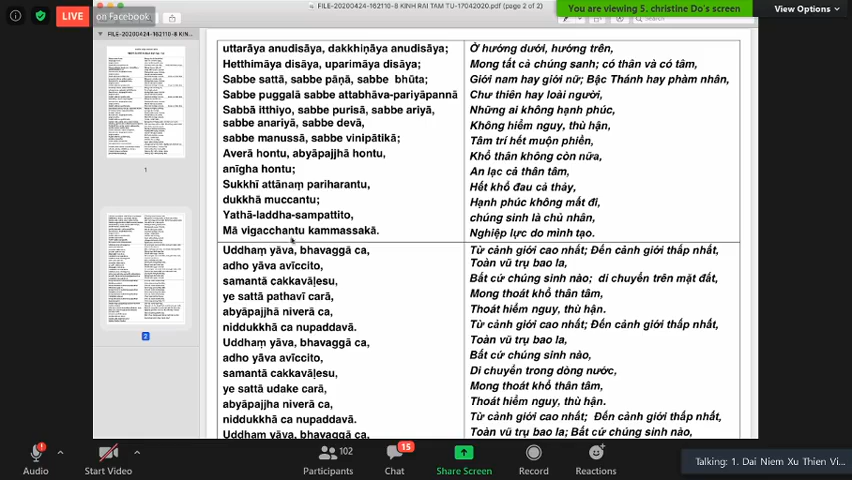 LIVE
on Facebook
FILE-20200424-162110-8 KINH RAI TAM TU-17042020.pdf (page 2 of 2)
You are viewing 5. christine Do's screen
View Options
Search
FILE-20200424-162110-8 KIN...
1
2
uttarāya anudisāya, dakkhiṇāya anudisāya;
Heṭṭhimāya disāya, uparimāya disāya;
Sabbe sattā, sabbe pāṇā, sabbe bhūta;
Sabbe puggalā sabbe attabhāva-pariyāpannā
Sabbā itthiyo, sabbe purisā, sabbe ariyā,
sabbe anariyā, sabbe devā,
sabbe manussā, sabbe vinipātikā;
Averā hontu, abyāpajjhā hontu,
anīgha hontu;
Sukkhī attānaṃ pariharantu,
dukkhā muccantu;
Yathā-laddha-sampattito,
Mā vigacchantu kammassakā.
Ở hướng dưới, hướng trên,
Mong tất cả chúng sanh; có thân và có tâm,
Giới nam hay giới nữ; Bậc Thánh hay phàm nhân,
Chư thiên hay loài người,
Những ai không hạnh phúc,
Không hiểm nguy, thù hận,
Tâm trí hết muộn phiền,
Khổ thân không còn nữa,
An lạc cả thân tâm,
Hết khổ đau cả thảy,
Hạnh phúc không mất đi,
chúng sinh là chủ nhân,
Nghiệp lực do mình tạo.
Uddhaṃ yāva, bhavaggā ca,
adho yāva avīccito,
samantā cakkavāḷesu,
ye sattā pathavī carā,
abyāpajjhā niverā ca,
niddukkhā ca nupaddavā.
Uddhaṃ yāva, bhavaggā ca,
adho yāva avīccito,
samantā cakkavāḷesu,
ye sattā udake carā,
abyāpajjha niverā ca,
niddukkhā ca nupaddavā.
Uddhaṃ yāva, bhavaggā ca,
Từ cảnh giới cao nhất; Đến cảnh giới thấp nhất,
Toàn vũ trụ bao la,
Bất cứ chúng sinh nào; di chuyển trên mặt đất,
Mong thoát khổ thân tâm,
Thoát hiểm nguy, thù hận.
Từ cảnh giới cao nhất; Đến cảnh giới thấp nhất,
Toàn vũ trụ bao la,
Bất cứ chúng sinh nào,
Di chuyển trong dòng nước,
Mong thoát khổ thân tâm,
Thoát hiểm nguy, thù hận.
Từ cảnh giới cao nhất; Đến cảnh giới thấp nhất,
Toàn vũ trụ bao la; Bất cứ chúng sinh nào,
Audio
Start Video
Participants
102
Chat
15
Share Screen
Record
Reactions
Talking: 1. Dai Niem Xu Thien Vi...